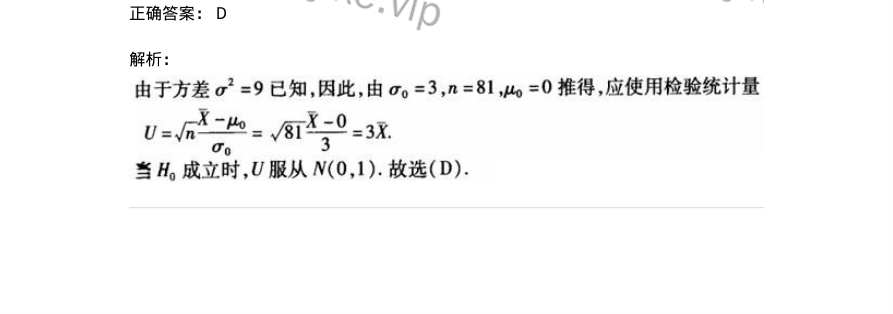 正确答案： D
解析：
由于方差 σ² =9 已知,因此,由 σ₀ =3,n =81,μ₀ =0 推得,应使用检验统计量
U =√n (X̄ -μ₀)/σ₀ = √81 (X̄ -0)/3 =3X̄.
当 H₀ 成立时,U 服从 N(0,1). 故选(D).